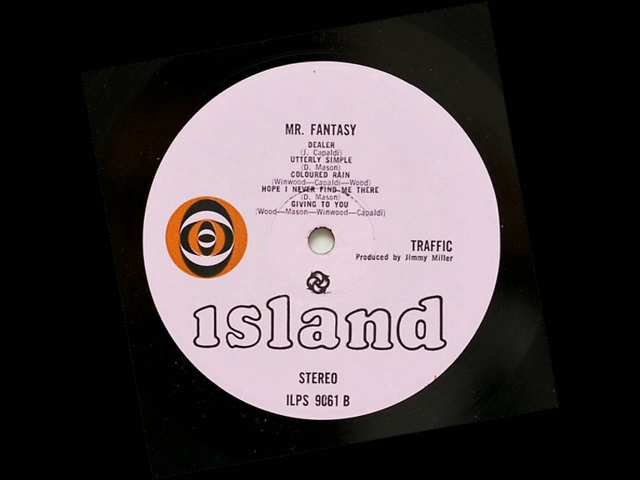 MR. FANTASY
DEALER
(J. Capaldi)
UTTERLY SIMPLE
(D. Mason)
COLOURED RAIN
(Winwood—Capaldi—Wood)
HOPE I NEVER FIND ME THERE
(D. Mason)
GIVING TO YOU
(Wood—Mason—Winwood—Capaldi)
TRAFFIC
Produced by Jimmy Miller
island
STEREO
ILPS 9061 B